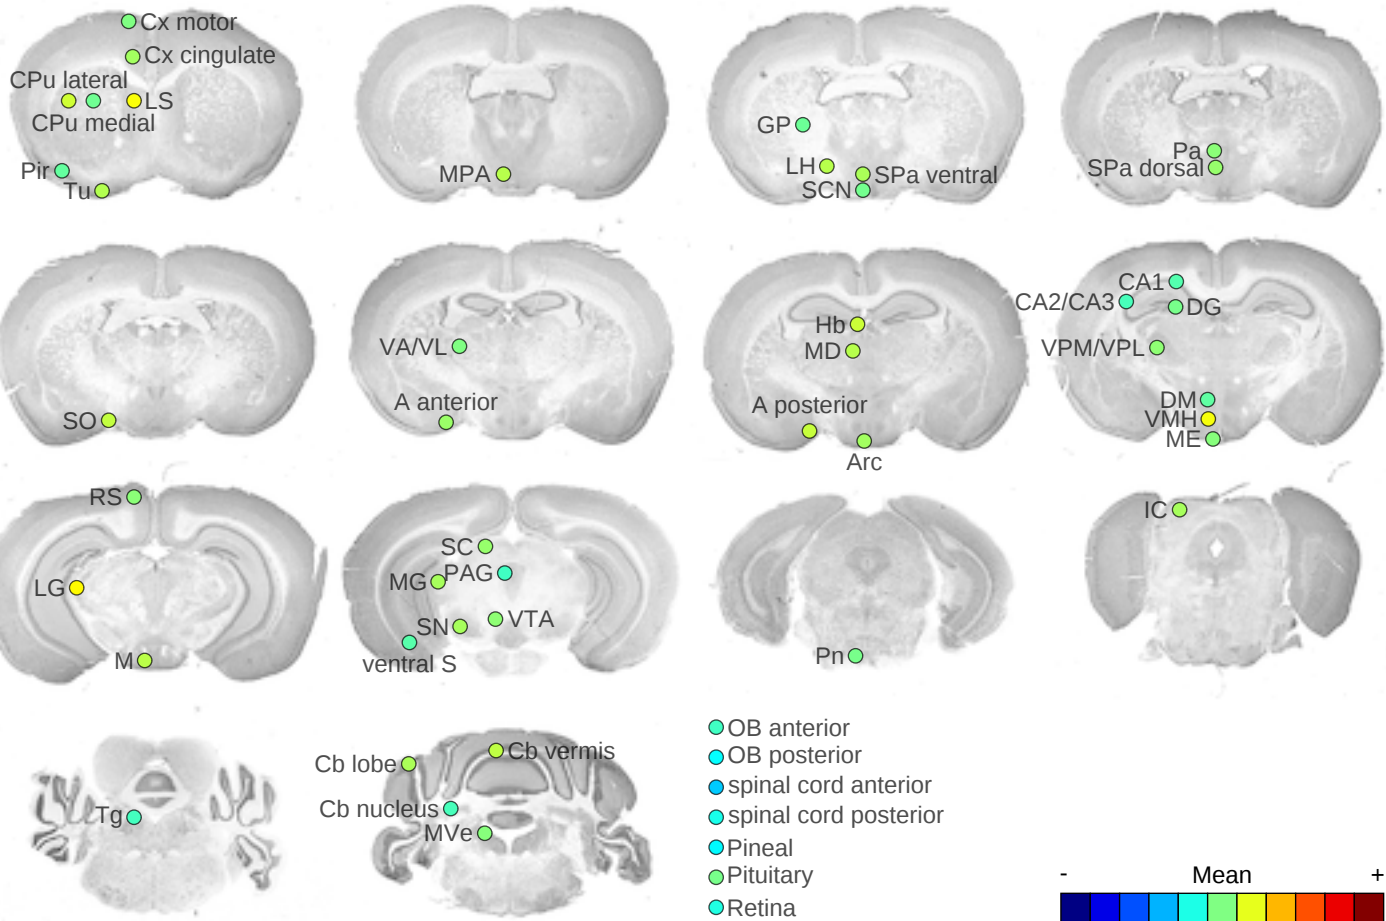 Cx motor
Cx cingulate
CPu lateral
LS
CPu medial
Pir
Tu
MPA
GP
LH
SPa ventral
SCN
Pa
SPa dorsal
SO
VA/VL
A anterior
Hb
MD
A posterior
Arc
CA1
CA2/CA3
DG
VPM/VPL
DM
VMH
ME
RS
LG
M
SC
PAG
MG
VTA
SN
ventral S
Pn
IC
Tg
Cb vermis
Cb lobe
Cb nucleus
MVe
OB anterior
OB posterior
spinal cord anterior
spinal cord posterior
Pineal
Pituitary
Retina
- Mean +